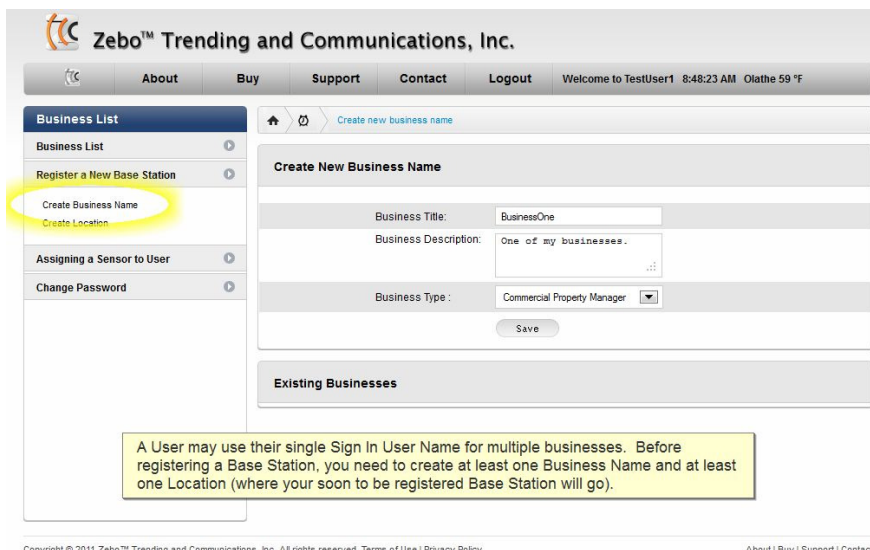 Zebo™ Trending and Communications, Inc.
About Buy Support Contact Logout Welcome to TestUser1 8:48:23 AM Olathe 59 °F
Business List
Business List
Register a New Base Station
Create Business Name
Create Location
Assigning a Sensor to User
Change Password
Create new business name
Create New Business Name
Business Title: BusinessOne
Business Description: One of my businesses.
Business Type : Commercial Property Manager
Save
Existing Businesses
A User may use their single Sign In User Name for multiple businesses. Before
registering a Base Station, you need to create at least one Business Name and at least
one Location (where your soon to be registered Base Station will go).
Copyright © 2011 Zebo™ Trending and Communications, Inc. All rights reserved. Terms of Use | Privacy Policy
About | Buy | Support | Contac